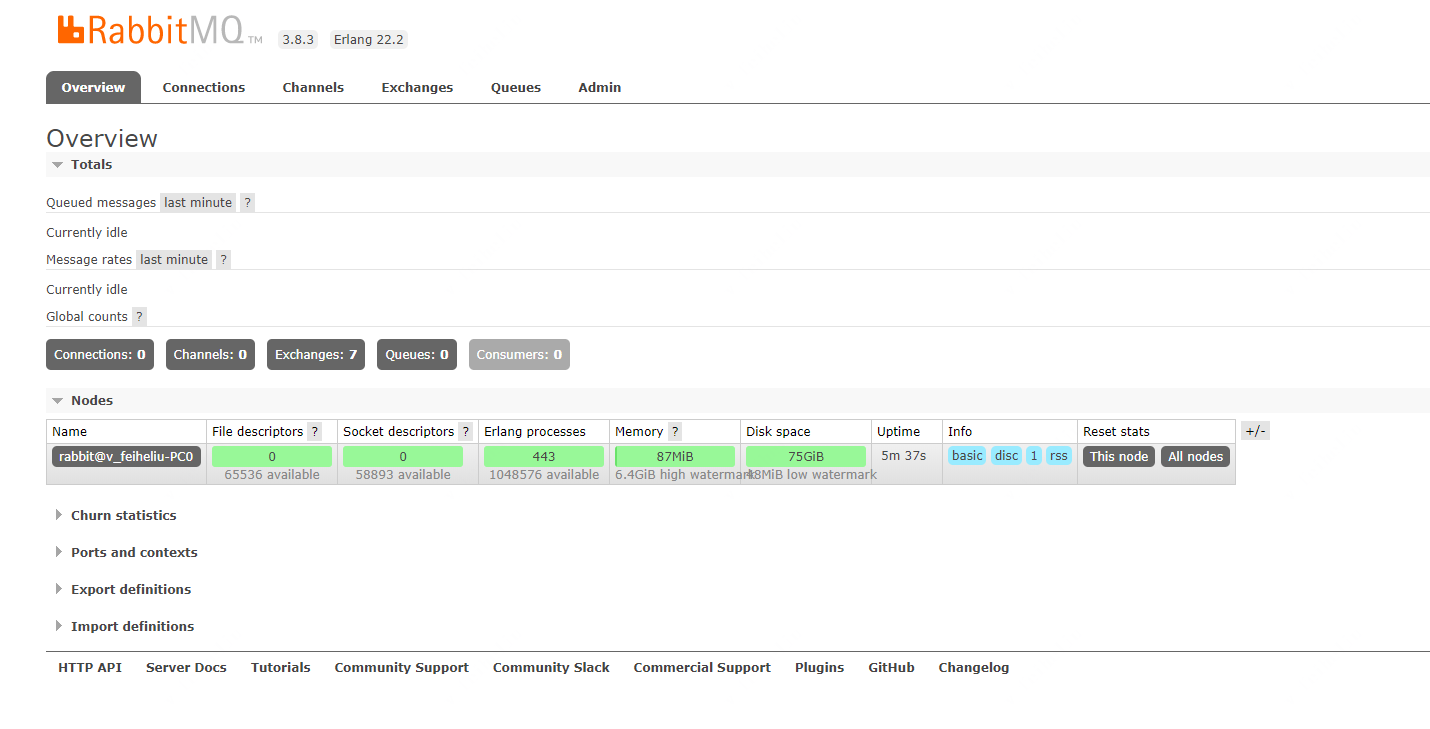 RabbitMQ TM 3.8.3 Erlang 22.2
Overview Connections Channels Exchanges Queues Admin
Overview
Totals
Queued messages last minute ?
Currently idle
Message rates last minute ?
Currently idle
Global counts ?
Connections: 0 Channels: 0 Exchanges: 7 Queues: 0 Consumers: 0
Nodes
Name File descriptors ? Socket descriptors ? Erlang processes Memory ? Disk space Uptime Info Reset stats +/-
rabbit@v_feiheliu-PC0 0 0 443 87MiB 75GiB 5m 37s basic disc 1 rss This node All nodes
65536 available 58893 available 1048576 available 6.4GiB high watermark 48MiB low watermark
Churn statistics
Ports and contexts
Export definitions
Import definitions
HTTP API Server Docs Tutorials Community Support Community Slack Commercial Support Plugins GitHub Changelog